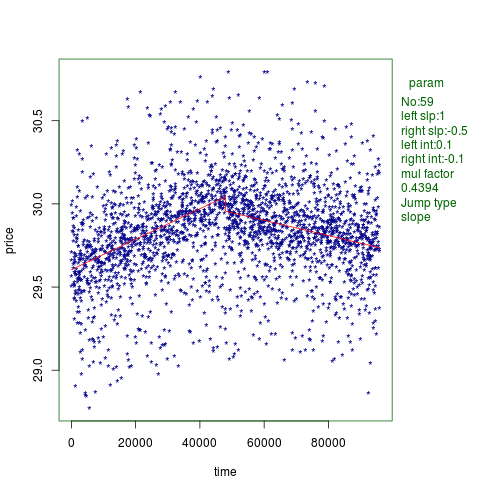 param
No:59
left slp:1
right slp:-0.5
left int:0.1
right int:-0.1
mul factor
0.4394
Jump type
slope
30.5
30.0
29.5
29.0
price
0 20000 40000 60000 80000
time